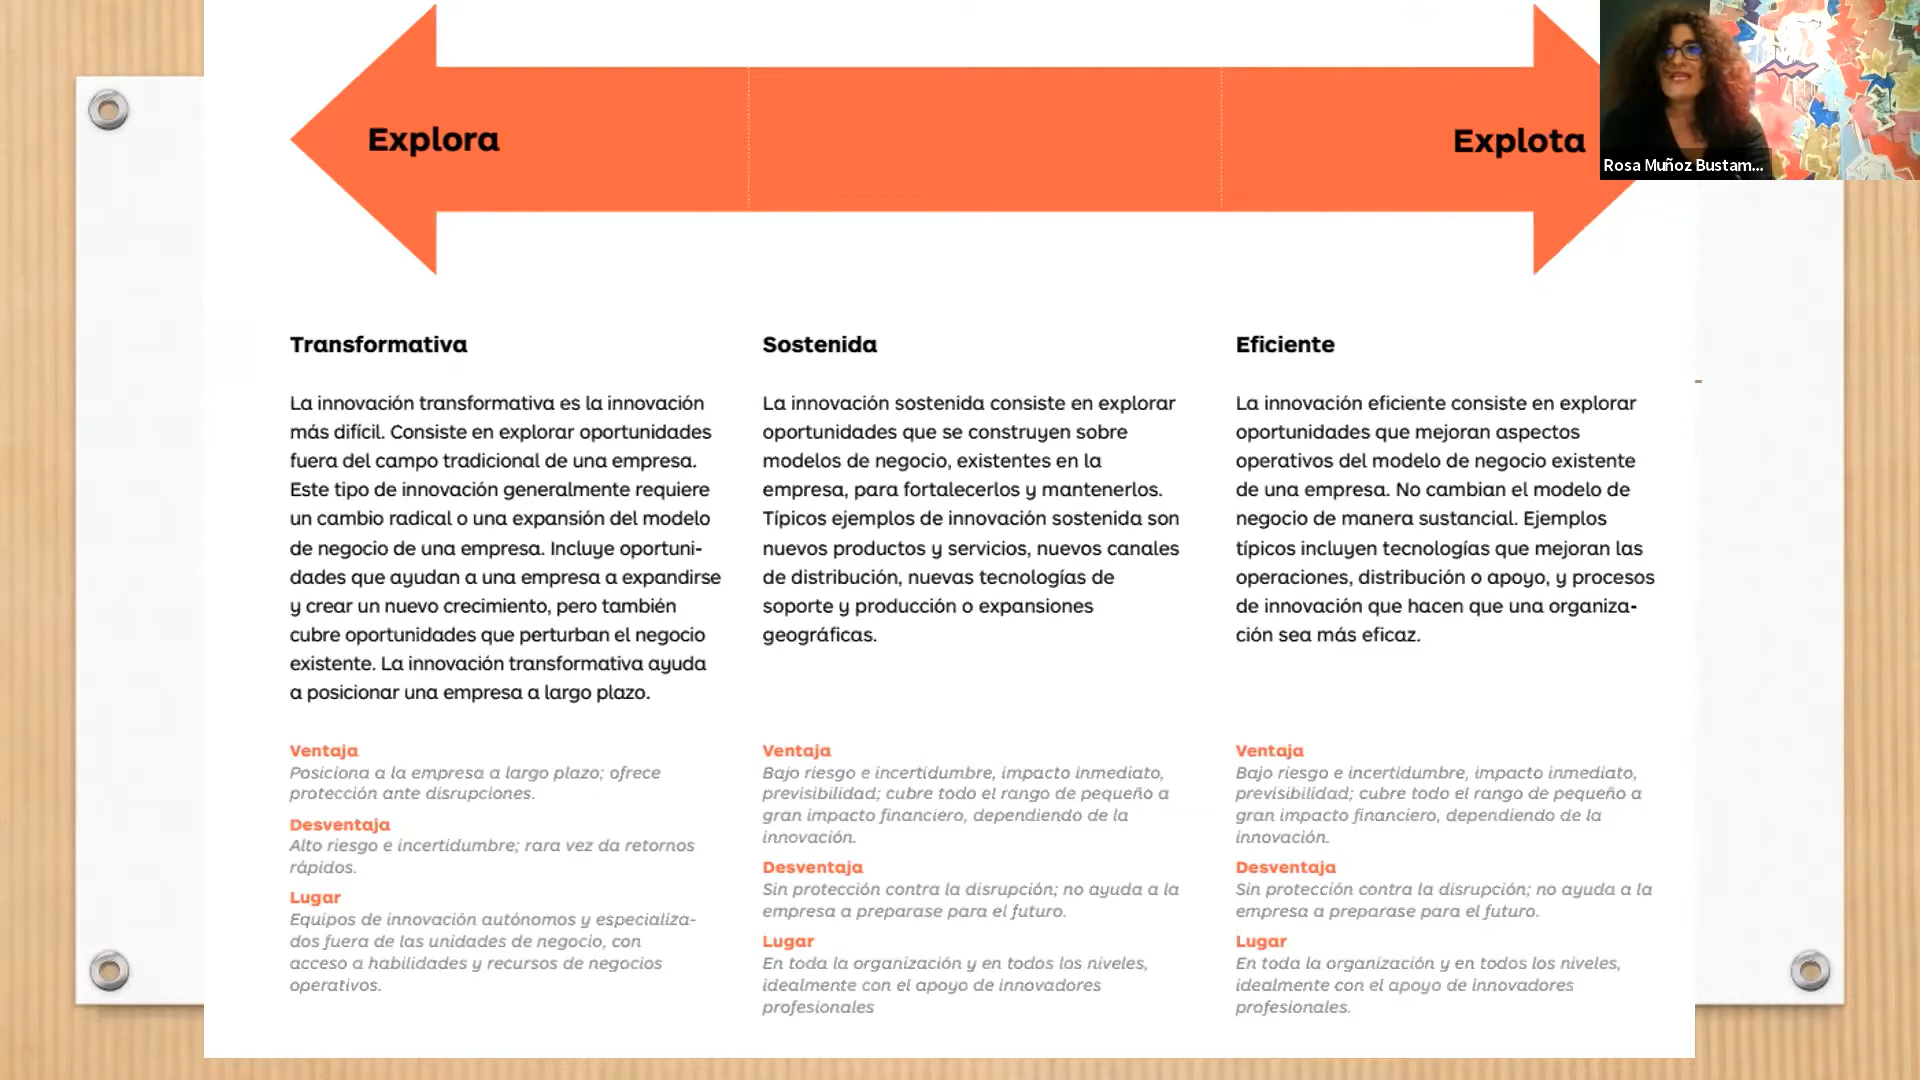 Explora
Explota
Rosa Muñoz Bustam...
Transformativa
La innovación transformativa es la innovación
más difícil. Consiste en explorar oportunidades
fuera del campo tradicional de una empresa.
Este tipo de innovación generalmente requiere
un cambio radical o una expansión del modelo
de negocio de una empresa. Incluye oportuni-
dades que ayudan a una empresa a expandirse
y crear un nuevo crecimiento, pero también
cubre oportunidades que perturban el negocio
existente. La innovación transformativa ayuda
a posicionar una empresa a largo plazo.
Ventaja
Posiciona a la empresa a largo plazo; ofrece
protección ante disrupciones.
Desventaja
Alto riesgo e incertidumbre; rara vez da retornos
rápidos.
Lugar
Equipos de innovación autónomos y especializa-
dos fuera de las unidades de negocio, con
acceso a habilidades y recursos de negocios
operativos.
Sostenida
La innovación sostenida consiste en explorar
oportunidades que se construyen sobre
modelos de negocio, existentes en la
empresa, para fortalecerlos y mantenerlos.
Típicos ejemplos de innovación sostenida son
nuevos productos y servicios, nuevos canales
de distribución, nuevas tecnologías de
soporte y producción o expansiones
geográficas.
Ventaja
Bajo riesgo e incertidumbre, impacto inmediato,
previsibilidad; cubre todo el rango de pequeño a
gran impacto financiero, dependiendo de la
innovación.
Desventaja
Sin protección contra la disrupción; no ayuda a la
empresa a preparase para el futuro.
Lugar
En toda la organización y en todos los niveles,
idealmente con el apoyo de innovadores
profesionales
Eficiente
La innovación eficiente consiste en explorar
oportunidades que mejoran aspectos
operativos del modelo de negocio existente
de una empresa. No cambian el modelo de
negocio de manera sustancial. Ejemplos
típicos incluyen tecnologías que mejoran las
operaciones, distribución o apoyo, y procesos
de innovación que hacen que una organiza-
ción sea más eficaz.
Ventaja
Bajo riesgo e incertidumbre, impacto inmediato,
previsibilidad; cubre todo el rango de pequeño a
gran impacto financiero, dependiendo de la
innovación.
Desventaja
Sin protección contra la disrupción; no ayuda a la
empresa a preparase para el futuro.
Lugar
En toda la organización y en todos los niveles,
idealmente con el apoyo de innovadores
profesionales.